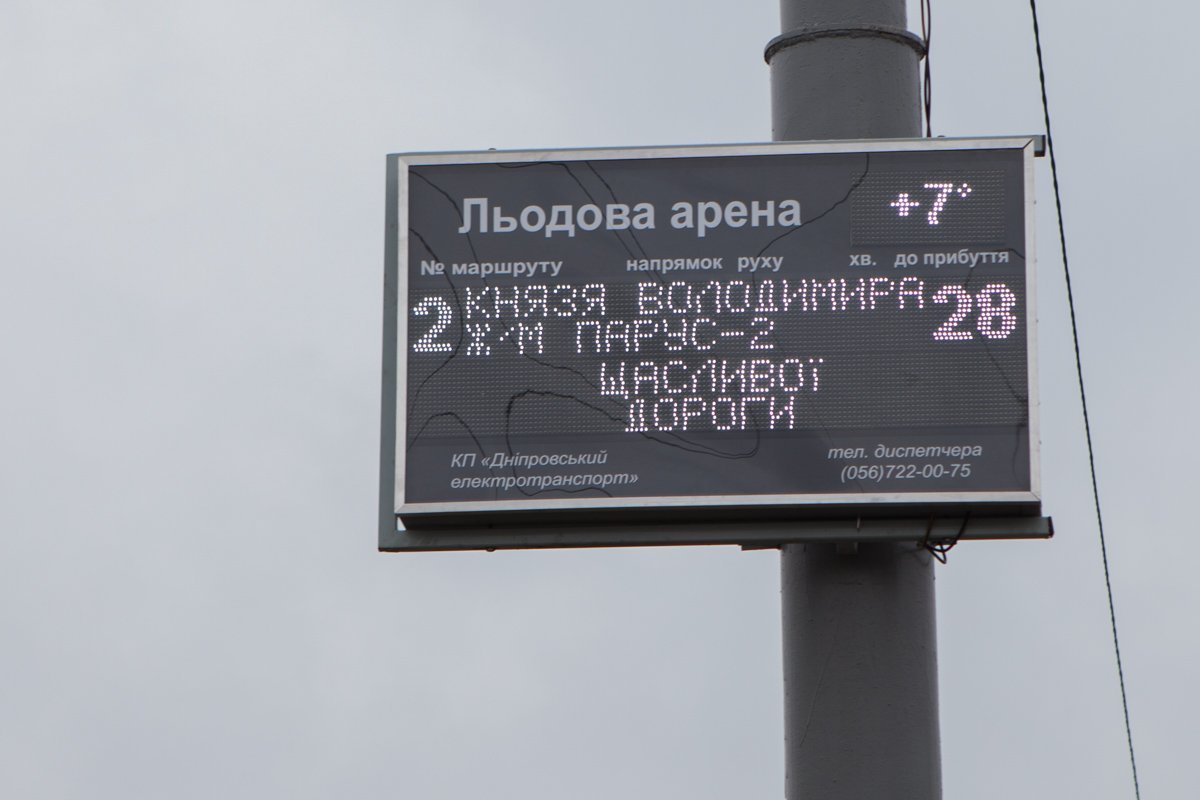 Льодова арена
+7°
№ маршруту напрямок руху хв. до прибуття
2 КНЯЗЯ ВОЛОДИМИРА 28
Ж/М ПАРУС-2
ЩАСЛИВОЇ
ДОРОГИ
КП «Дніпровський
електротранспорт»
тел. диспетчера
(056)722-00-75